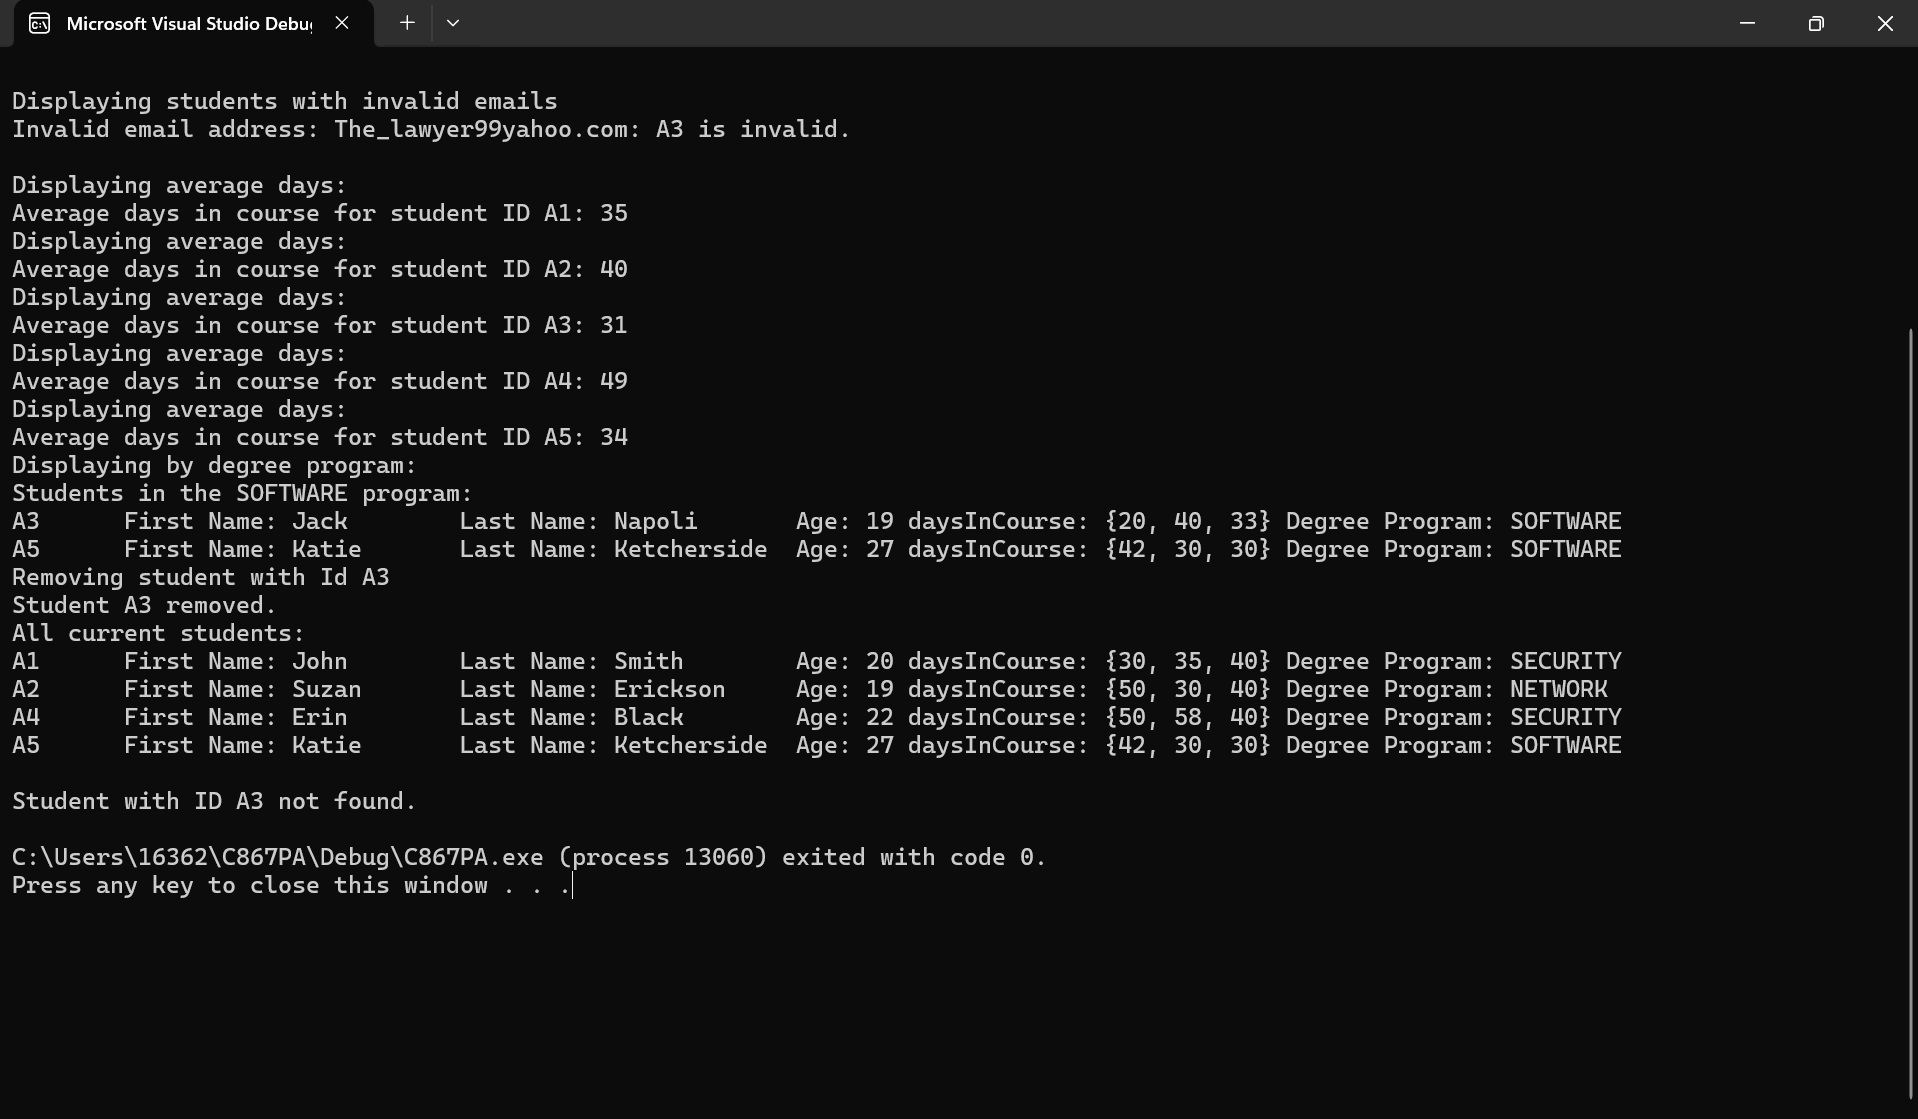 Microsoft Visual Studio Debu
Displaying students with invalid emails
Invalid email address: The_lawyer99yahoo.com: A3 is invalid.
Displaying average days:
Average days in course for student ID A1: 35
Displaying average days:
Average days in course for student ID A2: 40
Displaying average days:
Average days in course for student ID A3: 31
Displaying average days:
Average days in course for student ID A4: 49
Displaying average days:
Average days in course for student ID A5: 34
Displaying by degree program:
Students in the SOFTWARE program:
A3      First Name: Jack        Last Name: Napoli       Age: 19 daysInCourse: {20, 40, 33} Degree Program: SOFTWARE
A5      First Name: Katie       Last Name: Ketcherside  Age: 27 daysInCourse: {42, 30, 30} Degree Program: SOFTWARE
Removing student with Id A3
Student A3 removed.
All current students:
A1      First Name: John        Last Name: Smith        Age: 20 daysInCourse: {30, 35, 40} Degree Program: SECURITY
A2      First Name: Suzan       Last Name: Erickson     Age: 19 daysInCourse: {50, 30, 40} Degree Program: NETWORK
A4      First Name: Erin        Last Name: Black        Age: 22 daysInCourse: {50, 58, 40} Degree Program: SECURITY
A5      First Name: Katie       Last Name: Ketcherside  Age: 27 daysInCourse: {42, 30, 30} Degree Program: SOFTWARE
Student with ID A3 not found.
C:\Users\16362\C867PA\Debug\C867PA.exe (process 13060) exited with code 0.
Press any key to close this window . . .